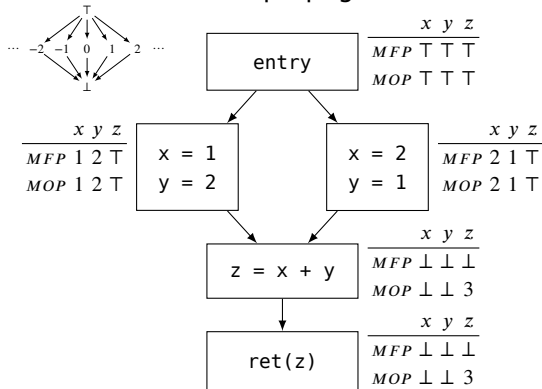 ⊤
··· −2 −1 0 1 2 ···
⊥
entry
x y z
MFP ⊤ ⊤ ⊤
MOP ⊤ ⊤ ⊤
x y z
MFP 1 2 ⊤
MOP 1 2 ⊤
x = 1
y = 2
x = 2
y = 1
x y z
MFP 2 1 ⊤
MOP 2 1 ⊤
z = x + y
x y z
MFP ⊥ ⊥ ⊥
MOP ⊥ ⊥ 3
ret(z)
x y z
MFP ⊥ ⊥ ⊥
MOP ⊥ ⊥ 3